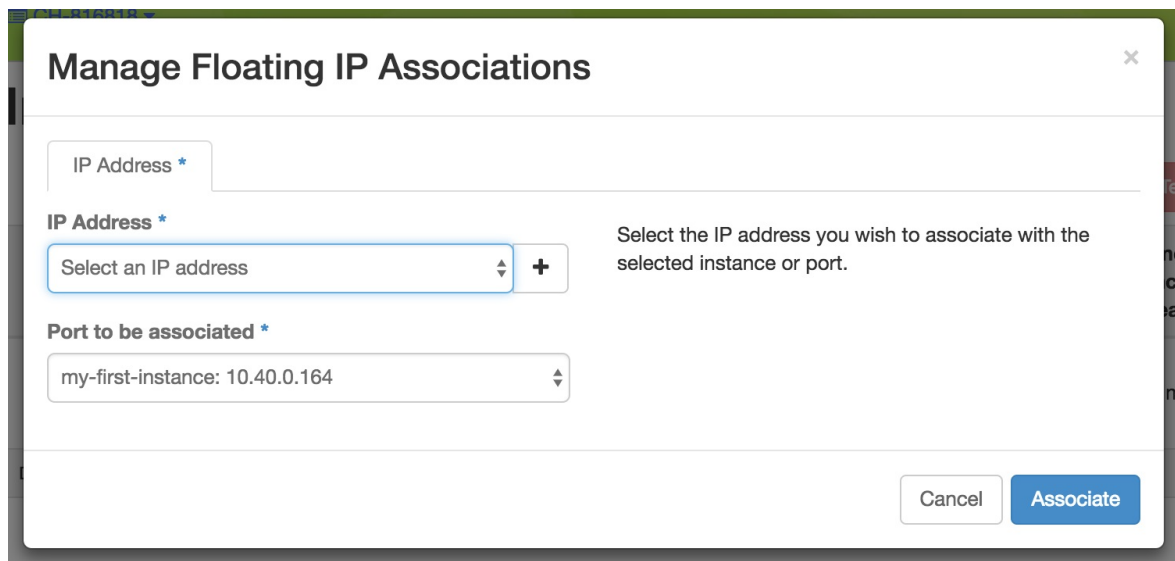 CH-816818
Manage Floating IP Associations
×
IP Address *
IP Address *
Select an IP address
+
Select the IP address you wish to associate with the
selected instance or port.
Port to be associated *
my-first-instance: 10.40.0.164
Cancel
Associate